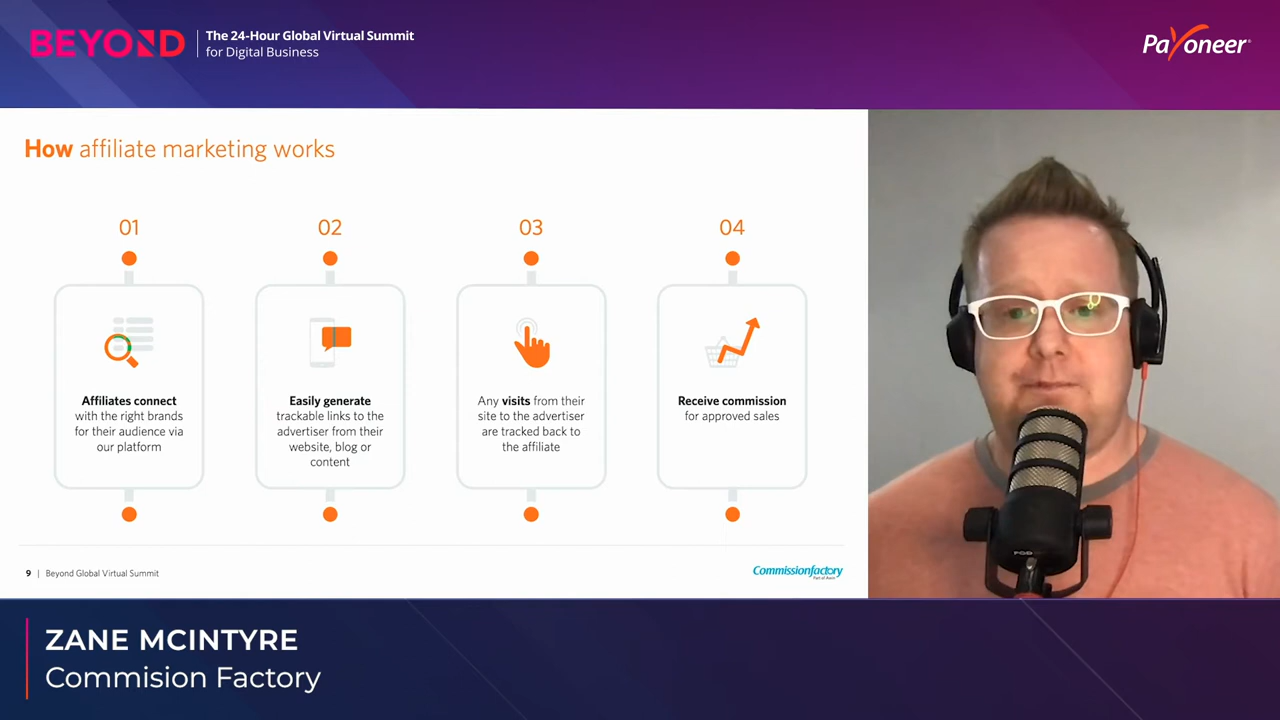 BEYOND
The 24-Hour Global Virtual Summit
for Digital Business
Payoneer
How affiliate marketing works
01
02
03
04
Affiliates connect
with the right brands
for their audience via
our platform
Easily generate
trackable links to the
advertiser from their
website, blog or
content
Any visits from their
site to the advertiser
are tracked back to
the affiliate
Receive commission
for approved sales
9 | Beyond Global Virtual Summit
Commissionfactory
Part of Awin
ZANE MCINTYRE
Commision Factory